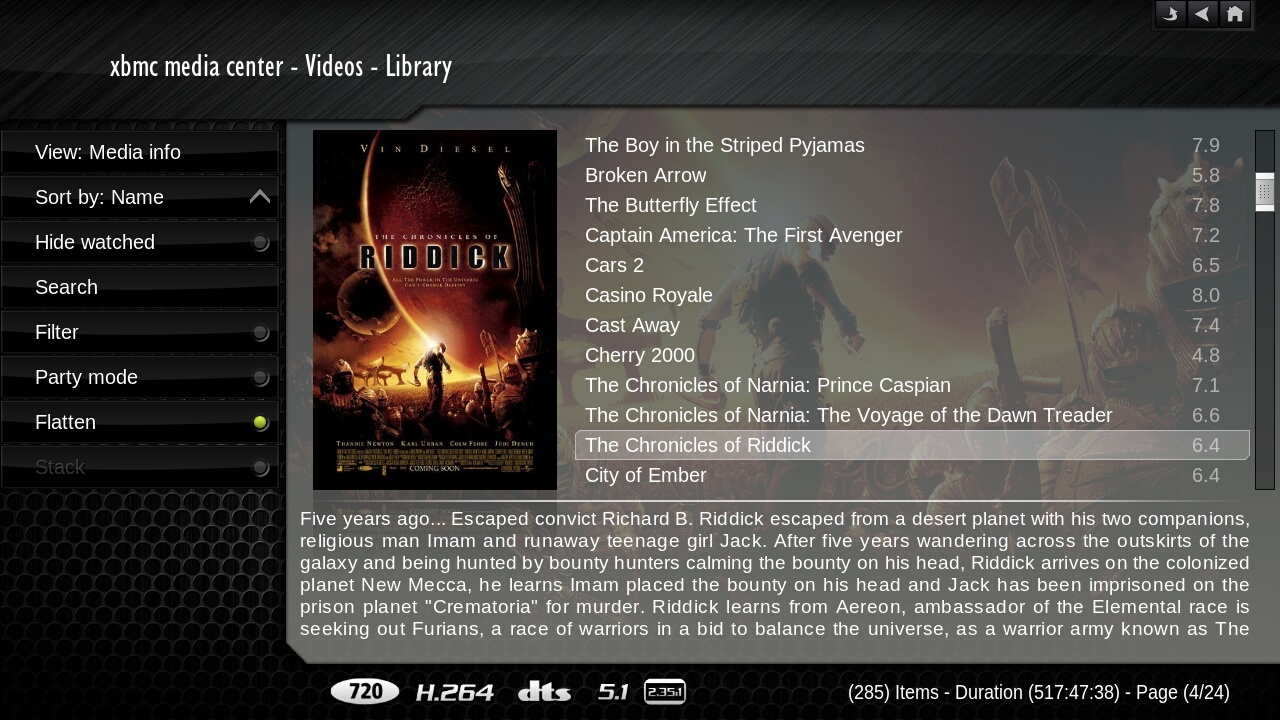 xbmc media center - Videos - Library
View: Media info
Sort by: Name
Hide watched
Search
Filter
Party mode
Flatten
Stack
VIN DIESEL
THE CHRONICLES OF
RIDDICK
ALL THE POWER IN THE UNIVERSE
CAN'T CHANGE DESTINY
THANDIE NEWTON KARL URBAN COLM FEORE JUDI DENCH
COMING SOON
The Boy in the Striped Pyjamas 7.9
Broken Arrow 5.8
The Butterfly Effect 7.8
Captain America: The First Avenger 7.2
Cars 2 6.5
Casino Royale 8.0
Cast Away 7.4
Cherry 2000 4.8
The Chronicles of Narnia: Prince Caspian 7.1
The Chronicles of Narnia: The Voyage of the Dawn Treader 6.6
The Chronicles of Riddick 6.4
City of Ember 6.4
Five years ago... Escaped convict Richard B. Riddick escaped from a desert planet with his two companions,
religious man Imam and runaway teenage girl Jack. After five years wandering across the outskirts of the
galaxy and being hunted by bounty hunters calming the bounty on his head, Riddick arrives on the colonized
planet New Mecca, he learns Imam placed the bounty on his head and Jack has been imprisoned on the
prison planet "Crematoria" for murder. Riddick learns from Aereon, ambassador of the Elemental race is
seeking out Furians, a race of warriors in a bid to balance the universe, as a warrior army known as The
720 H.264 dts 5.1 2.35:1
(285) Items - Duration (517:47:38) - Page (4/24)